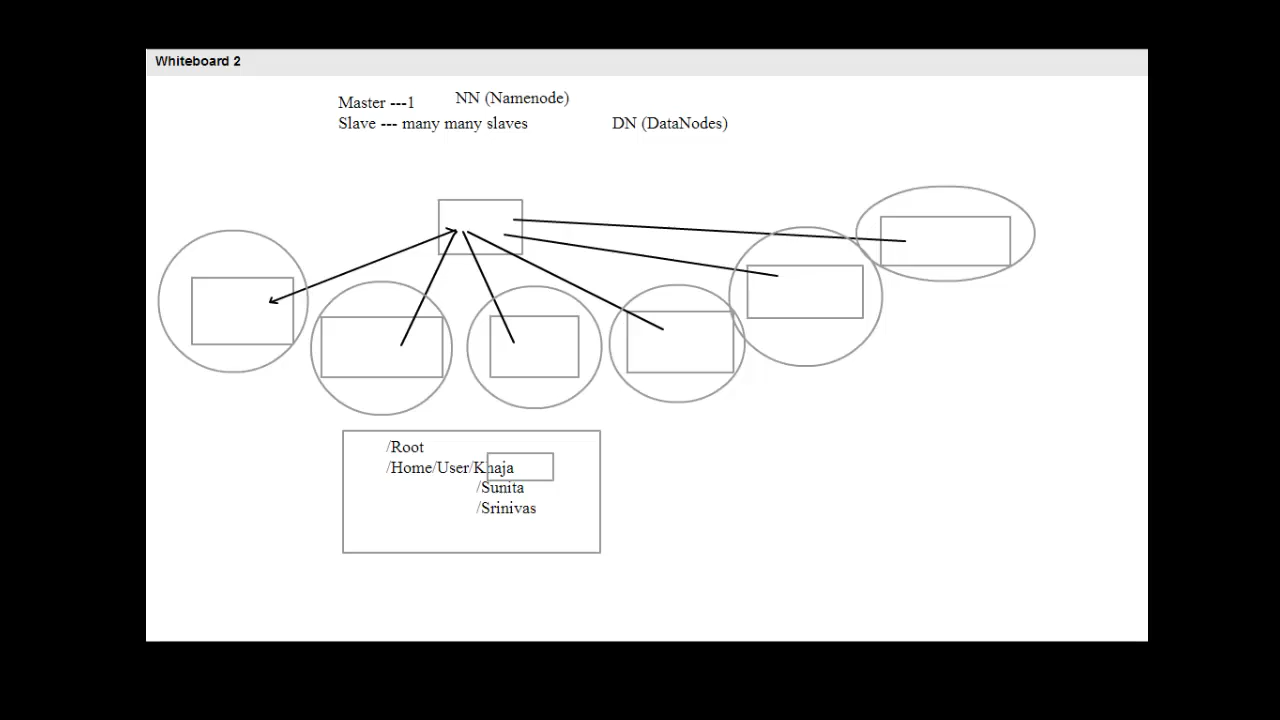 Whiteboard 2
Master ---1 NN (Namenode)
Slave --- many many slaves DN (DataNodes)
/Root
/Home/User/Khaja
/Sunita
/Srinivas